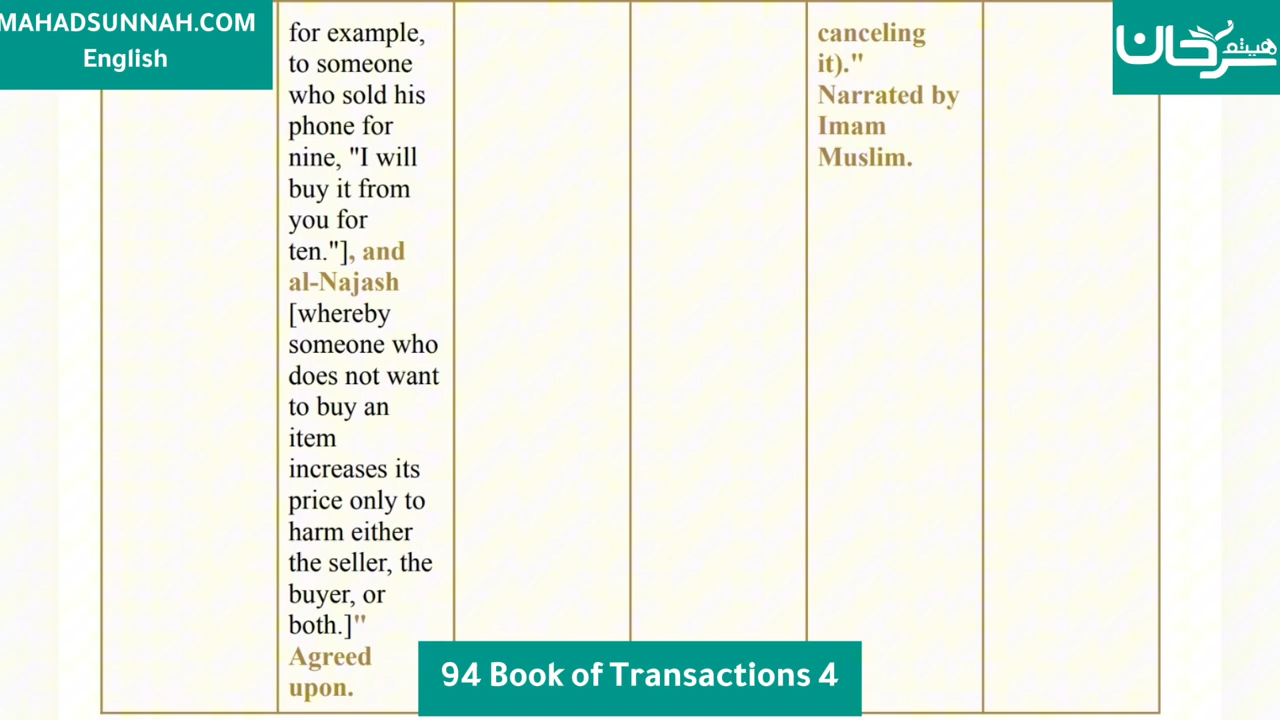 MAHADSUNNAH.COM
English
هيثم
سرحان
for example,
to someone
who sold his
phone for
nine, "I will
buy it from
you for
ten."], and
al-Najash
[whereby
someone who
does not want
to buy an
item
increases its
price only to
harm either
the seller, the
buyer, or
both.]"
Agreed
upon.
canceling
it)."
Narrated by
Imam
Muslim.
94 Book of Transactions 4